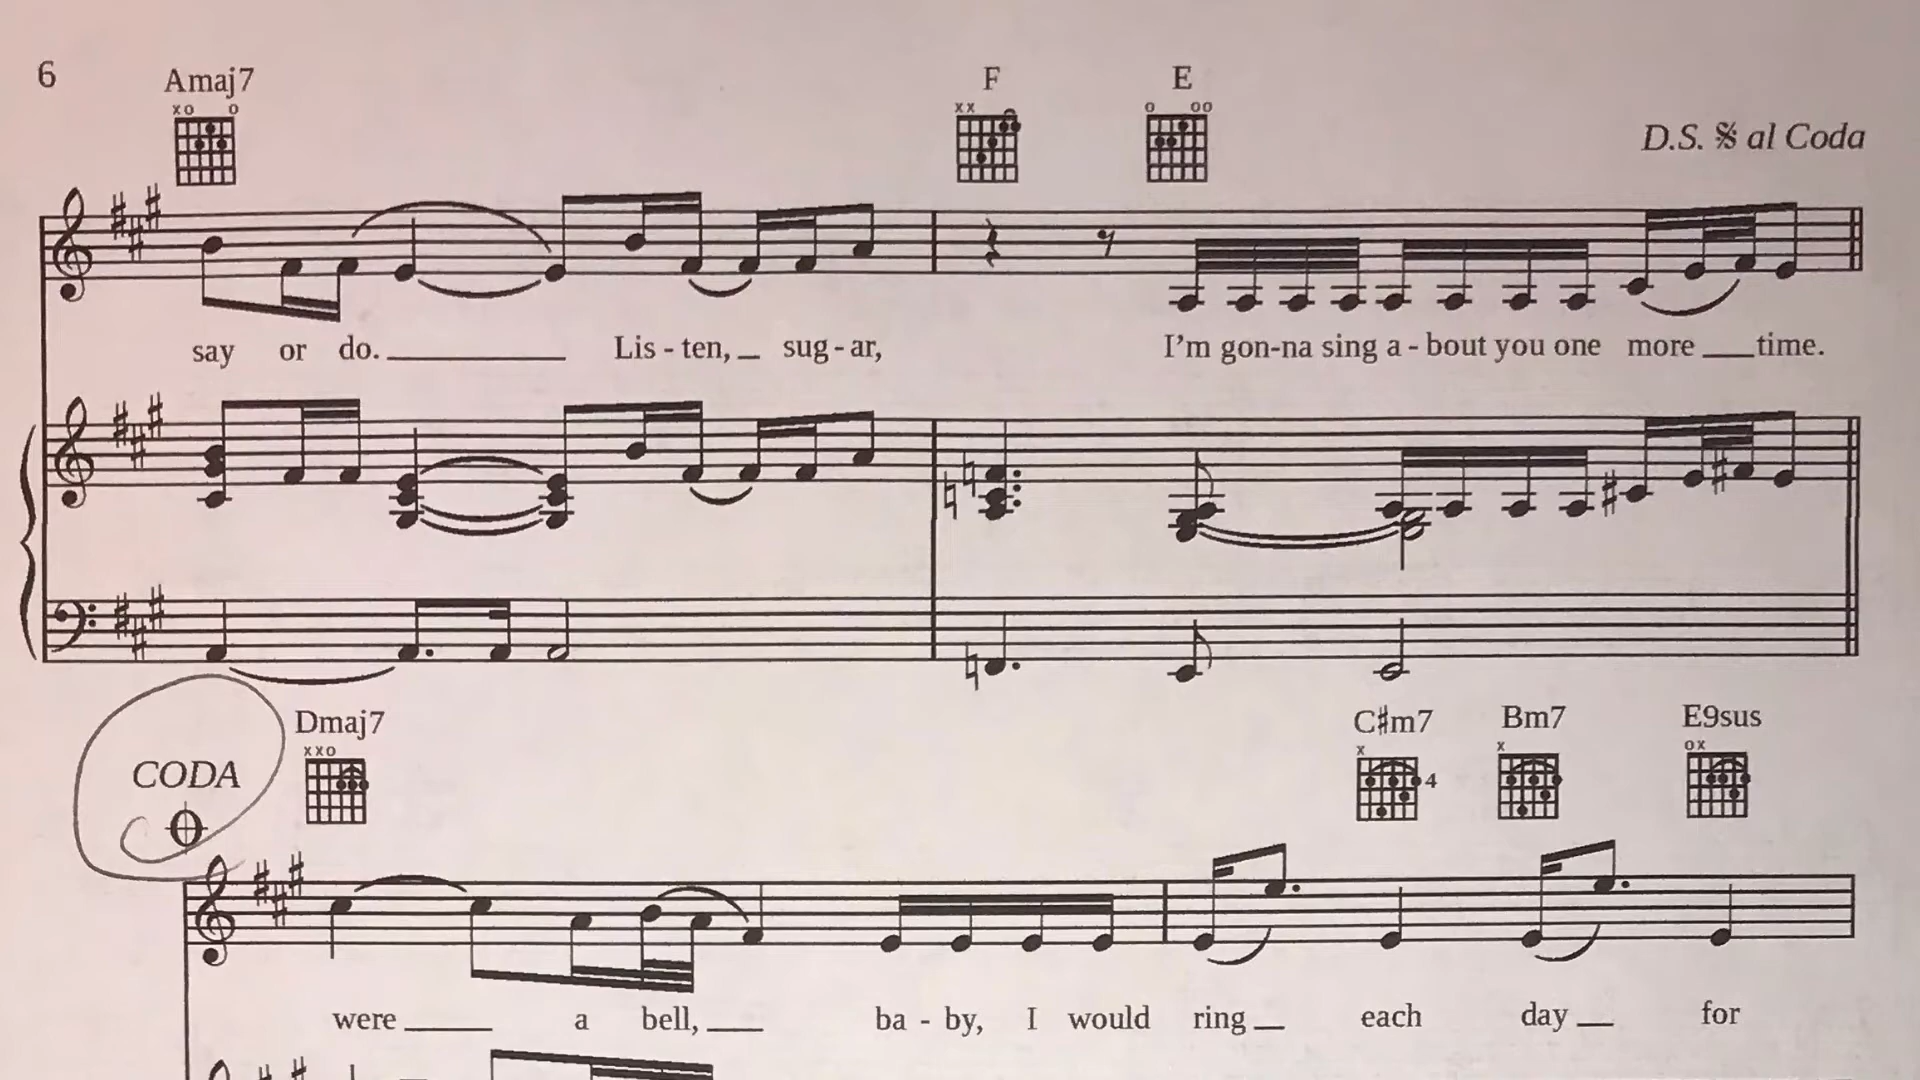 6
Amaj7 F E
D.S. 𝄋 al Coda
say or do. Lis - ten, sug - ar, I'm gon-na sing a - bout you one more time.
Dmaj7 C♯m7 Bm7 E9sus
CODA
4
were a bell, ba - by, I would ring each day for